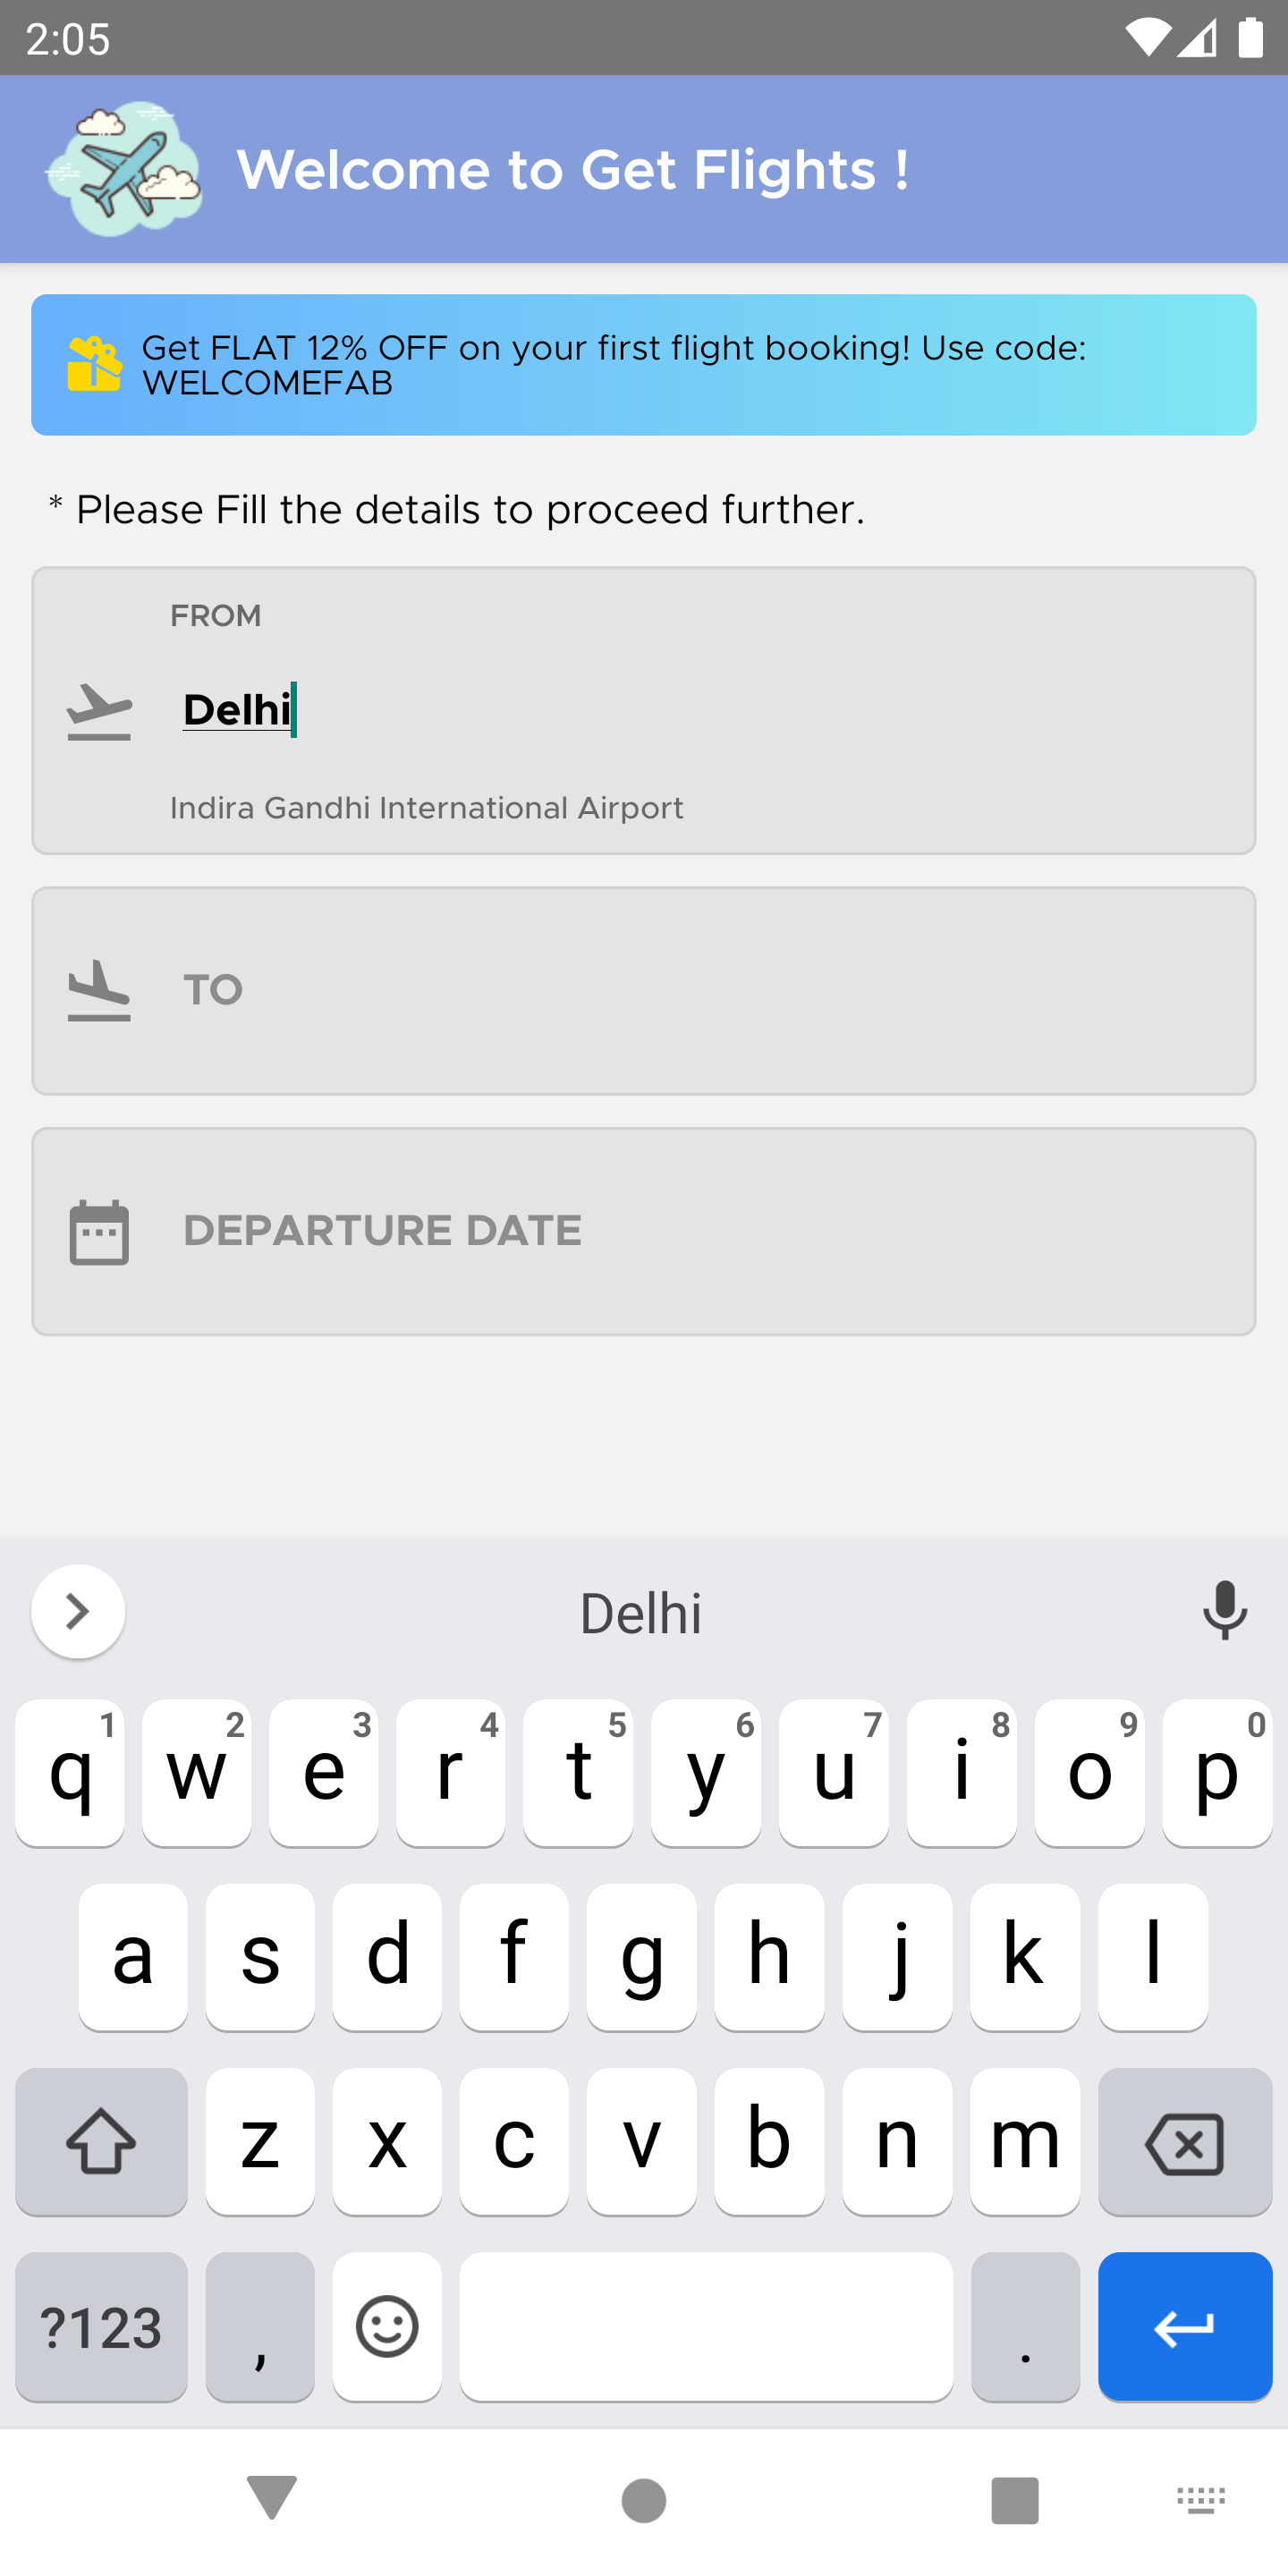 2:05
Welcome to Get Flights !
Get FLAT 12% OFF on your first flight booking! Use code:
WELCOMEFAB
* Please Fill the details to proceed further.
FROM
Delhi
Indira Gandhi International Airport
TO
DEPARTURE DATE
Delhi
q 1 w 2 e 3 r 4 t 5 y 6 u 7 i 8 o 9 p 0
a s d f g h j k l
z x c v b n m
?123 , .